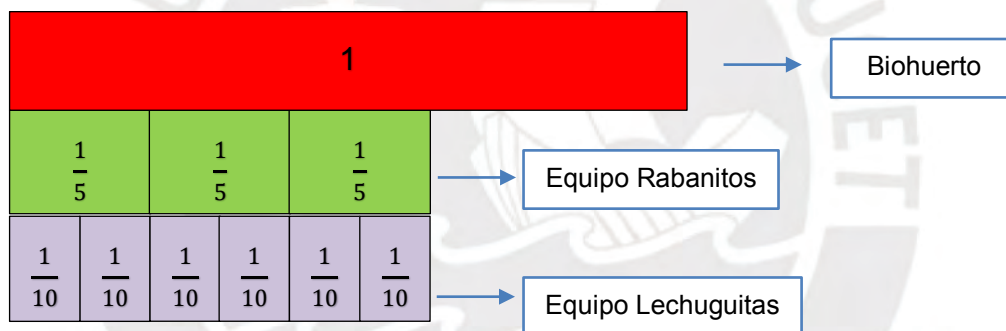 1
Biohuerto
1/5 1/5 1/5
Equipo Rabanitos
1/10 1/10 1/10 1/10 1/10 1/10
Equipo Lechuguitas